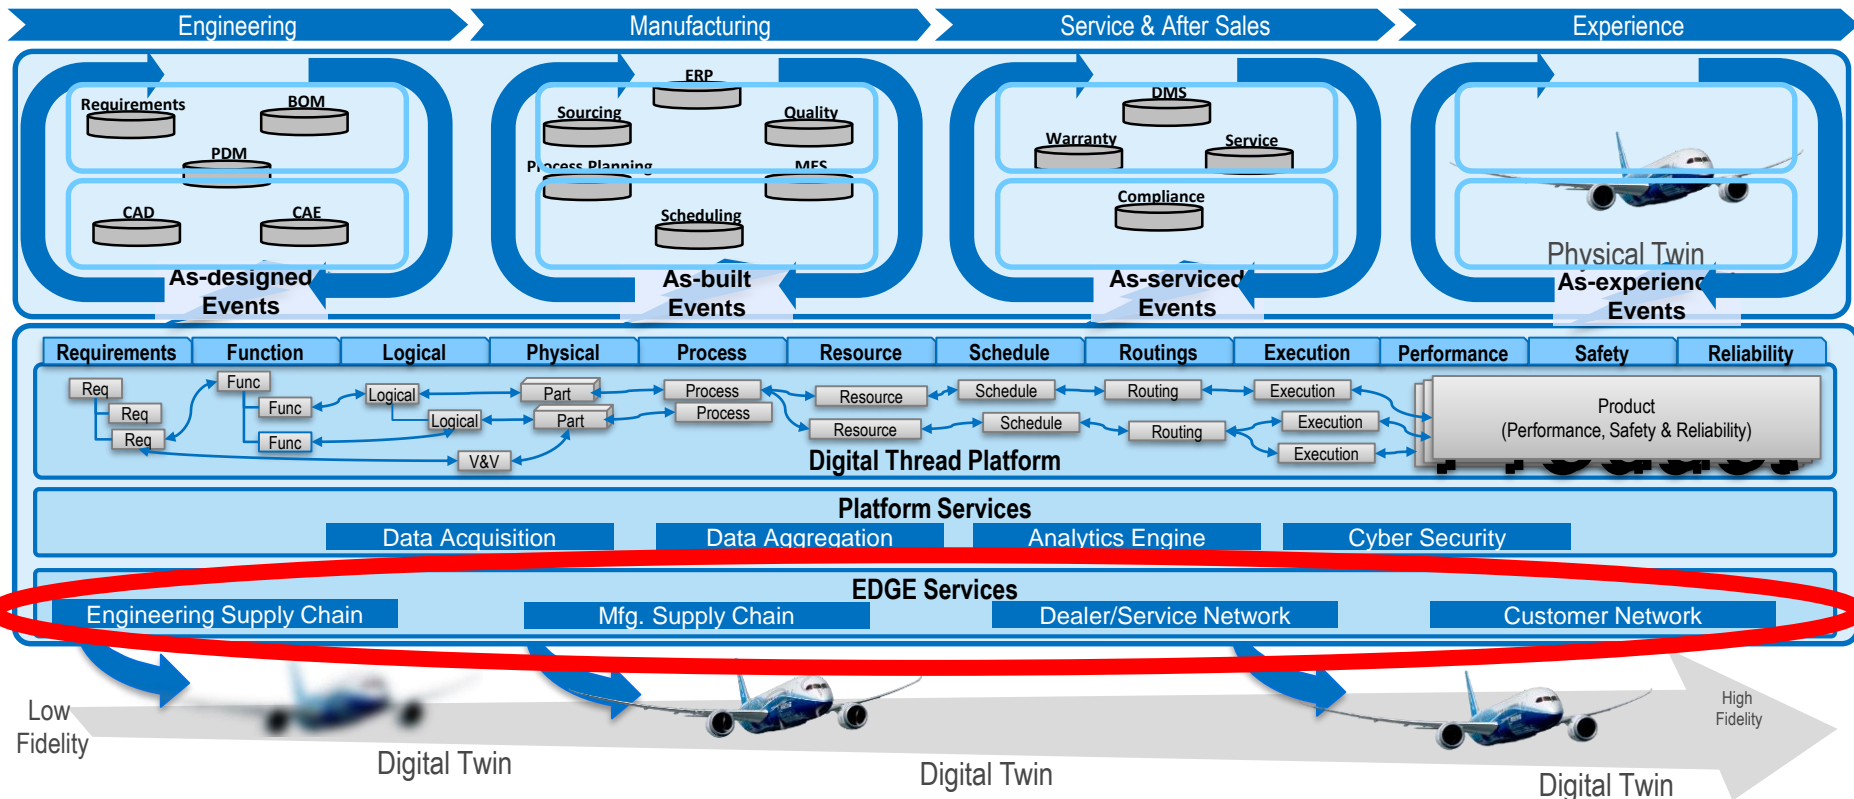 Engineering
Manufacturing
Service & After Sales
Experience
Requirements
BOM
PDM
CAD
CAE
As-designed
Events
ERP
Sourcing
Quality
Process Planning
MES
Scheduling
As-built
Events
DMS
Warranty
Service
Compliance
As-serviced
Events
Physical Twin
As-experienc
Events
Requirements
Function
Logical
Physical
Process
Resource
Schedule
Routings
Execution
Performance
Safety
Reliability
Req
Req
Req
Func
Func
Func
Logical
Logical
V&V
Part
Part
Process
Process
Resource
Resource
Schedule
Schedule
Routing
Routing
Execution
Execution
Execution
Product
(Performance, Safety & Reliability)
Digital Thread Platform
Platform Services
Data Acquisition
Data Aggregation
Analytics Engine
Cyber Security
EDGE Services
Engineering Supply Chain
Mfg. Supply Chain
Dealer/Service Network
Customer Network
Low
Fidelity
Digital Twin
Digital Twin
Digital Twin
High
Fidelity